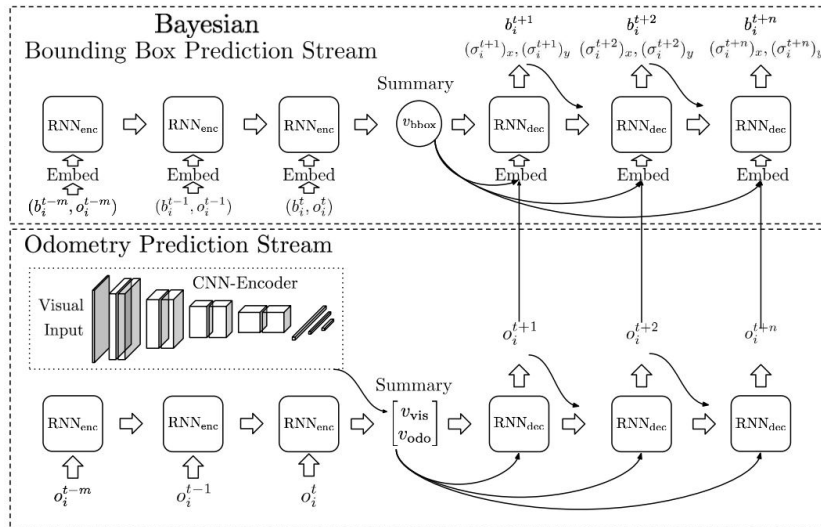 Bayesian
Bounding Box Prediction Stream
b_i^{t+1} b_i^{t+2} b_i^{t+n}
(σ_i^{t+1})_x, (σ_i^{t+1})_y (σ_i^{t+2})_x, (σ_i^{t+2})_y (σ_i^{t+n})_x, (σ_i^{t+n})_y
Summary
RNN_enc RNN_enc RNN_enc v_bbox RNN_dec RNN_dec RNN_dec
Embed Embed Embed Embed Embed Embed
(b_i^{t-m}, o_i^{t-m}) (b_i^{t-1}, o_i^{t-1}) (b_i^t, o_i^t)
Odometry Prediction Stream
CNN-Encoder
Visual
Input
o_i^{t+1} o_i^{t+2} o_i^{t+n}
Summary
RNN_enc RNN_enc RNN_enc [v_vis v_odo] RNN_dec RNN_dec RNN_dec
o_i^{t-m} o_i^{t-1} o_i^t